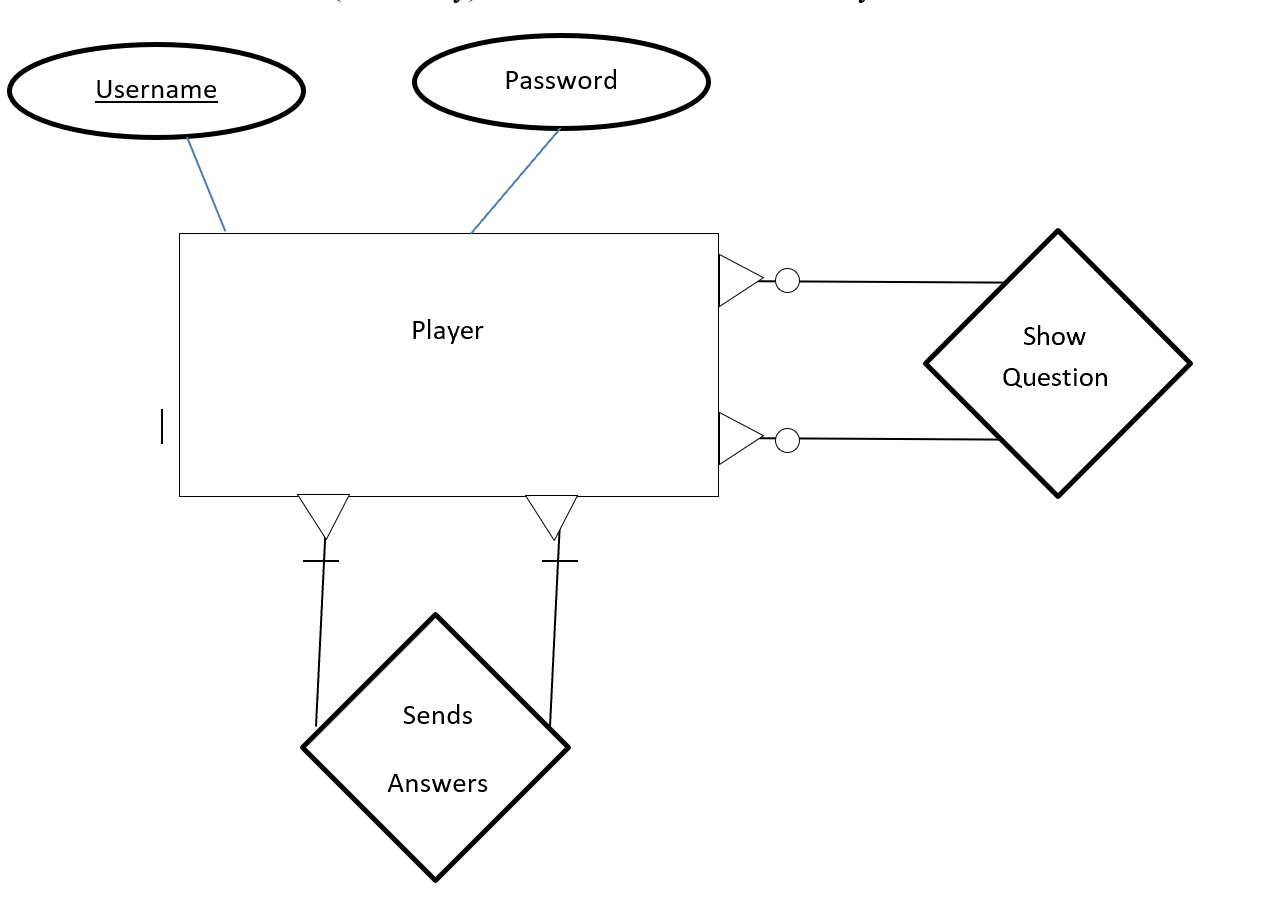 Username
Password
Player
Show
Question
Sends
Answers